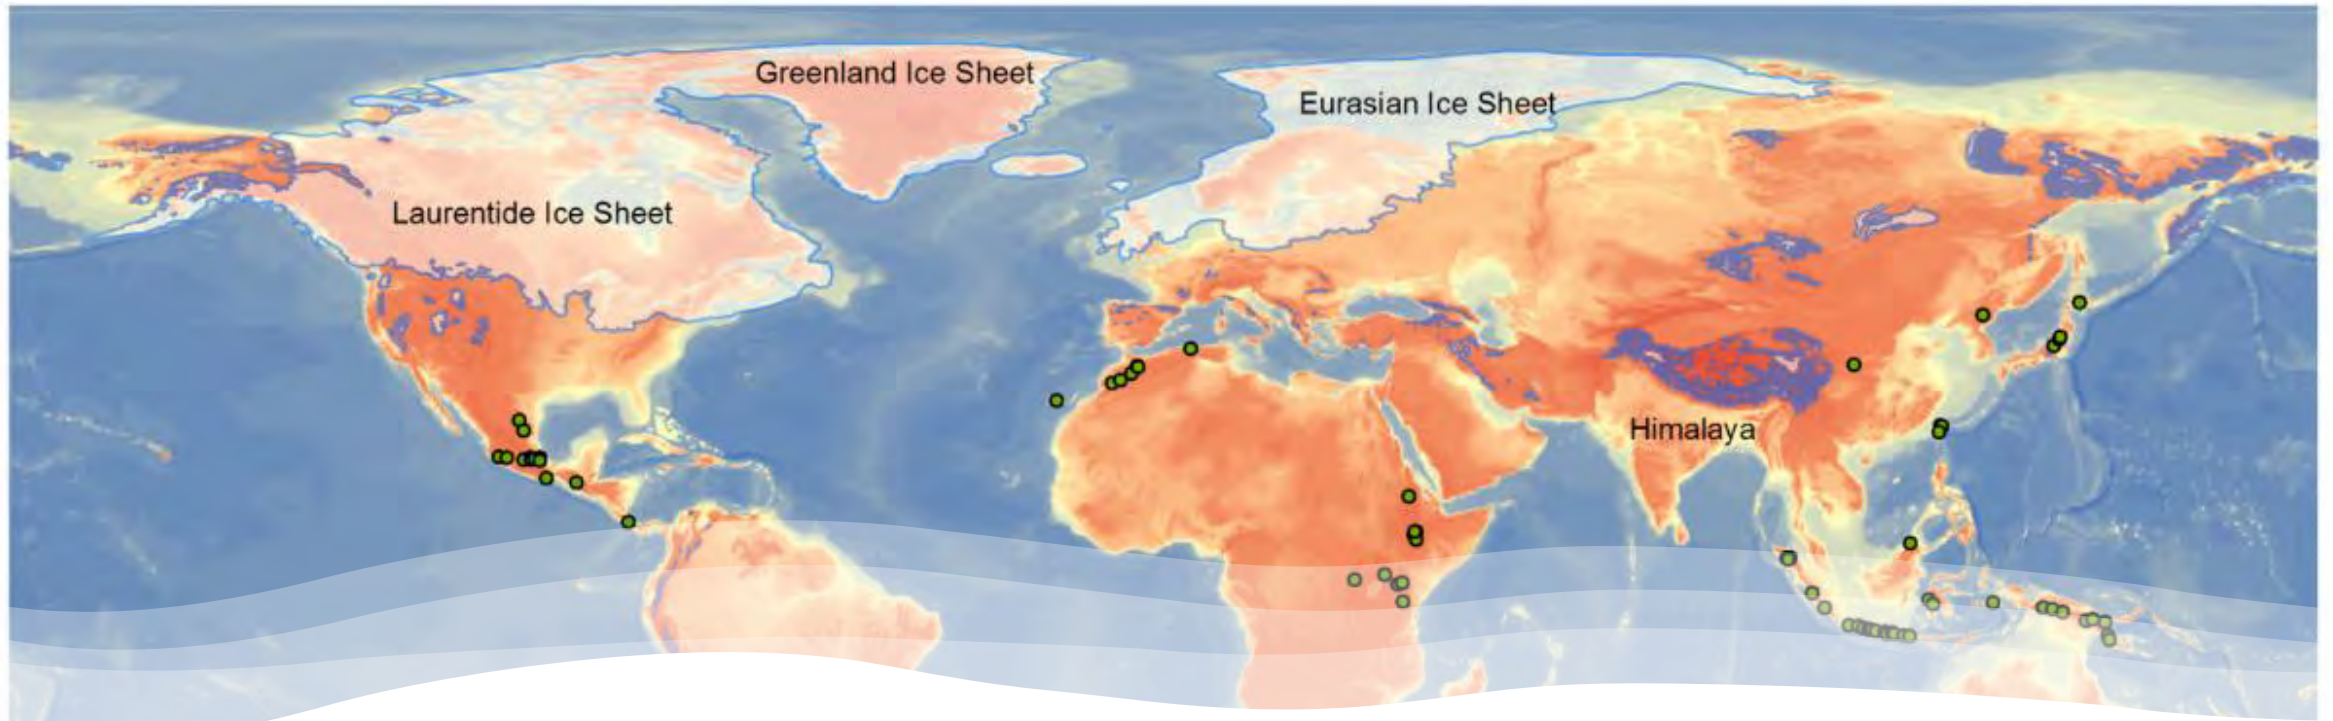 Greenland Ice Sheet
Eurasian Ice Sheet
Laurentide Ice Sheet
Himalaya